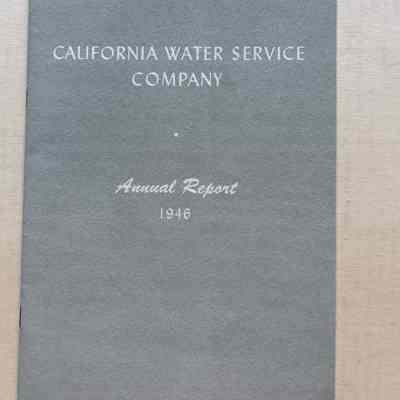 CALIFORNIA WATER SERVICE
COMPANY
Annual Report
1946